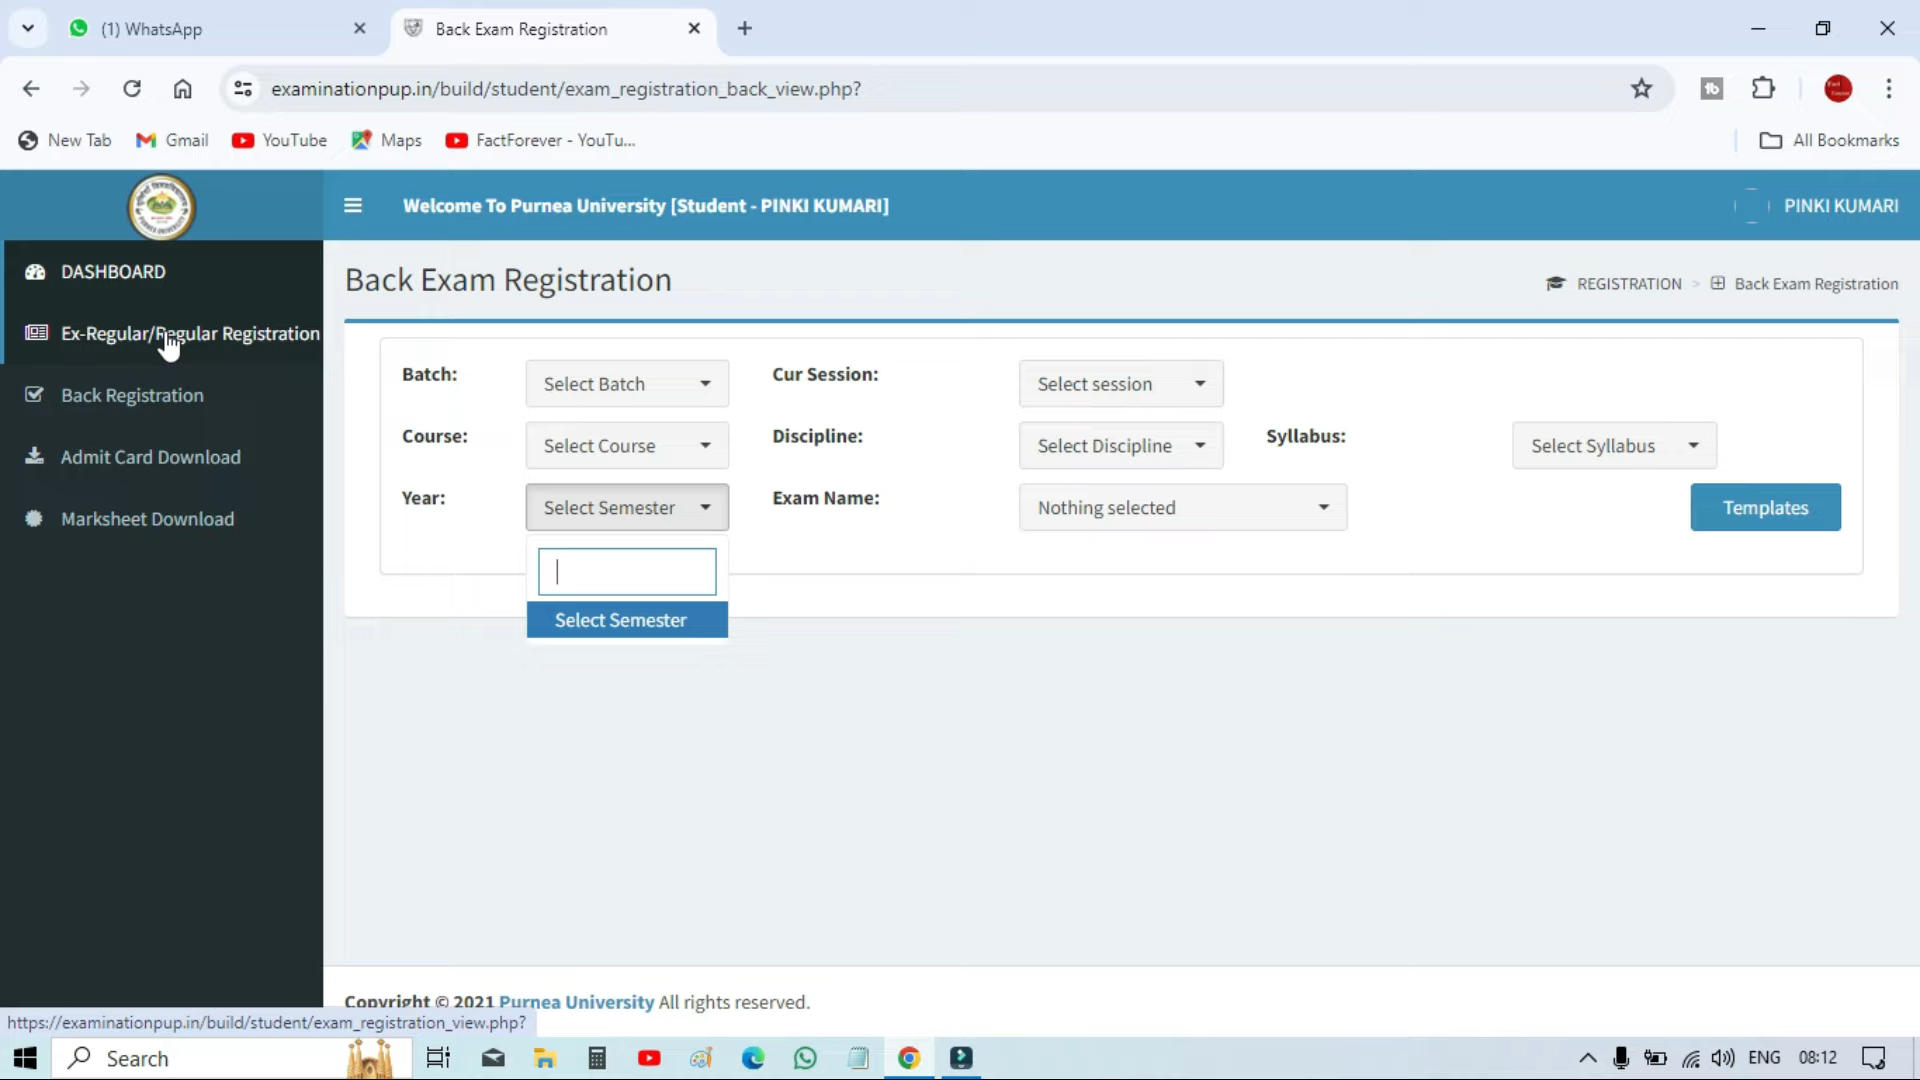 (1) WhatsApp
Back Exam Registration
examinationpup.in/build/student/exam_registration_back_view.php?
New Tab
Gmail
YouTube
Maps
FactForever - YouTu...
All Bookmarks
Welcome To Purnea University [Student - PINKI KUMARI]
PINKI KUMARI
DASHBOARD
Ex-Regular/Regular Registration
Back Registration
Admit Card Download
Marksheet Download
Back Exam Registration
REGISTRATION > Back Exam Registration
Batch: Select Batch Cur Session: Select session
Course: Select Course Discipline: Select Discipline Syllabus: Select Syllabus
Year: Select Semester Exam Name: Nothing selected Templates
Select Semester
Copyright © 2021 Purnea University All rights reserved.
https://examinationpup.in/build/student/exam_registration_view.php?
Search
ENG 08:12